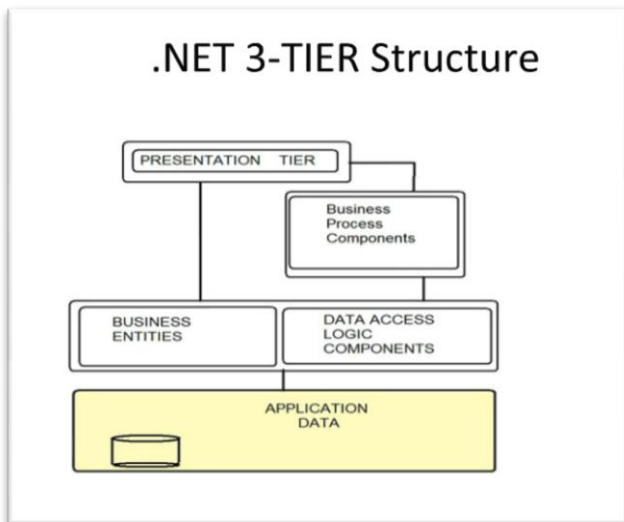 .NET 3-TIER Structure
PRESENTATION TIER
Business
Process
Components
BUSINESS
ENTITIES
DATA ACCESS
LOGIC
COMPONENTS
APPLICATION
DATA